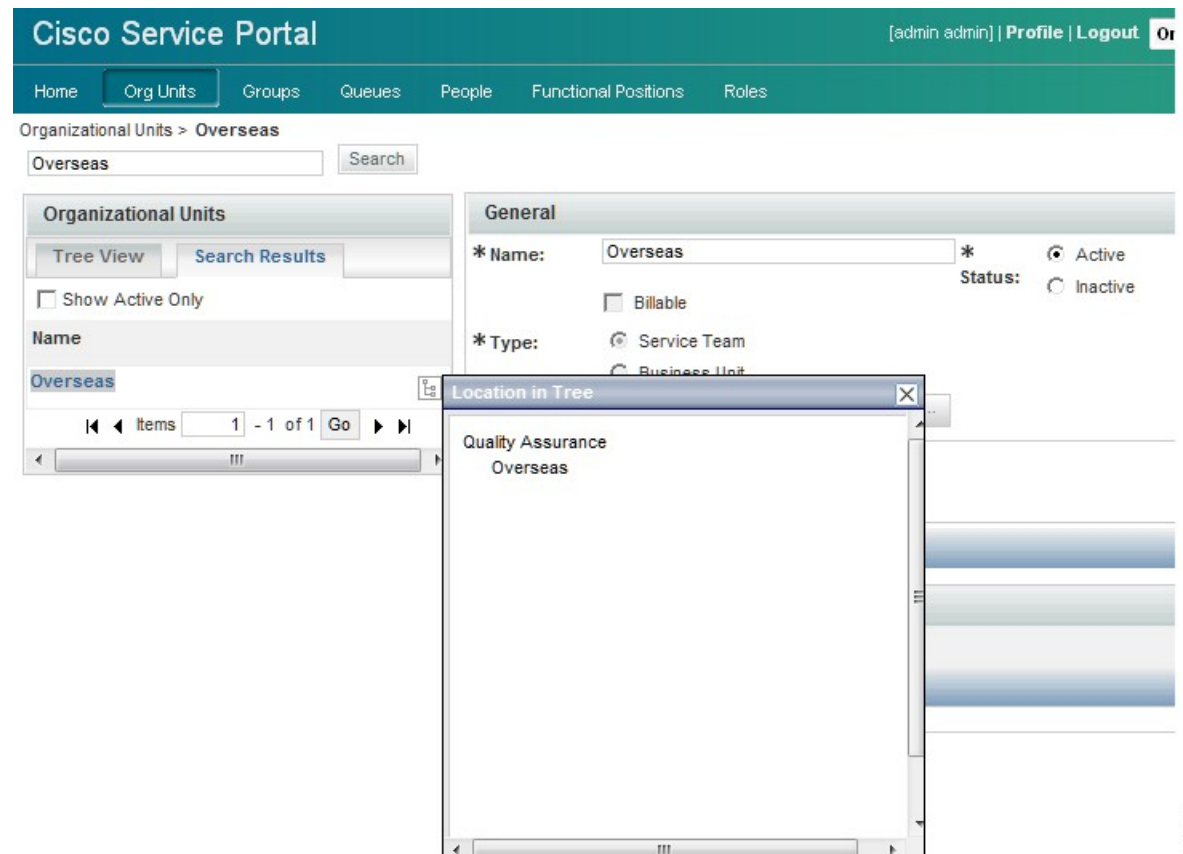 Cisco Service Portal
[admin admin] | Profile | Logout
Home Org Units Groups Queues People Functional Positions Roles
Organizational Units > Overseas
Overseas Search
Organizational Units
Tree View Search Results
Show Active Only
Name
Overseas
Items 1 - 1 of 1 Go
General
* Name: Overseas
* Status: Active
Inactive
Billable
* Type: Service Team
Business Unit
Location in Tree
Quality Assurance
Overseas
...